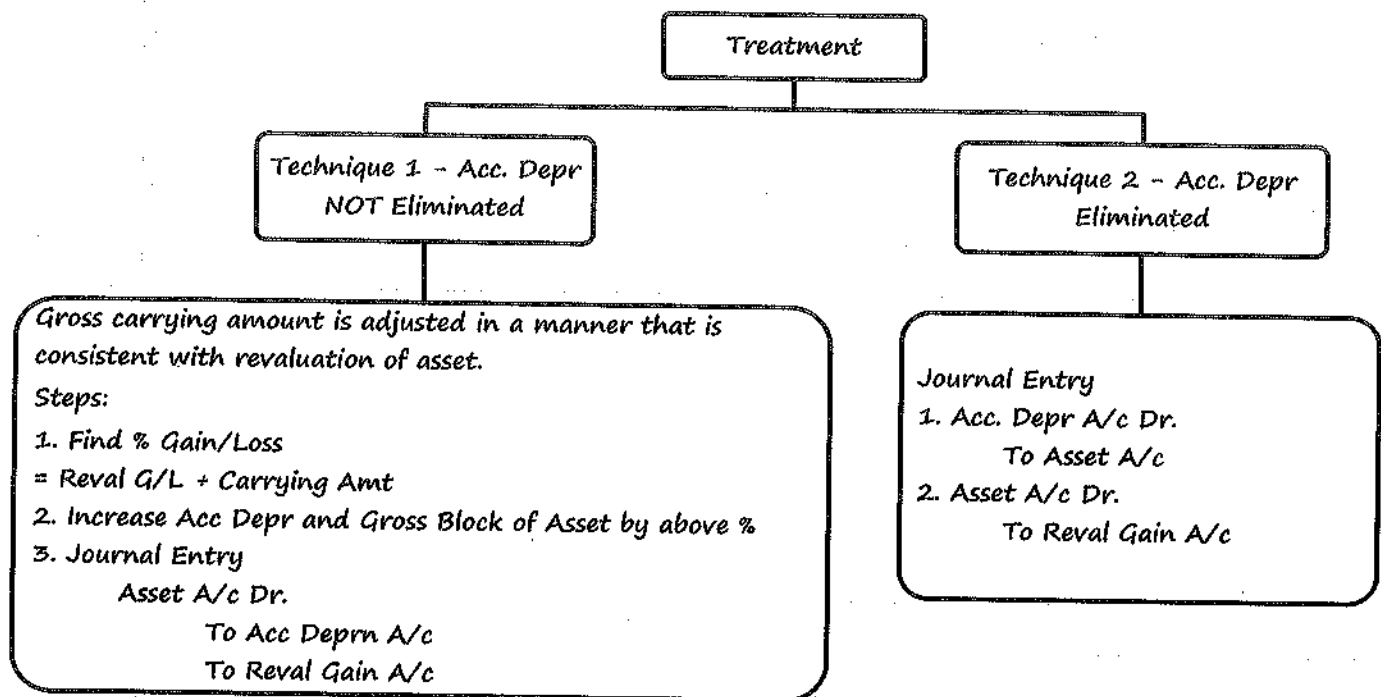 Treatment
Technique 1 - Acc. Depr
NOT Eliminated
Technique 2 - Acc. Depr
Eliminated
Gross carrying amount is adjusted in a manner that is
consistent with revaluation of asset.
Steps:
1. Find % Gain/Loss
= Reval G/L ÷ Carrying Amt
2. Increase Acc Depr and Gross Block of Asset by above %
3. Journal Entry
Asset A/c Dr.
To Acc Deprn A/c
To Reval Gain A/c
Journal Entry
1. Acc. Depr A/c Dr.
To Asset A/c
2. Asset A/c Dr.
To Reval Gain A/c